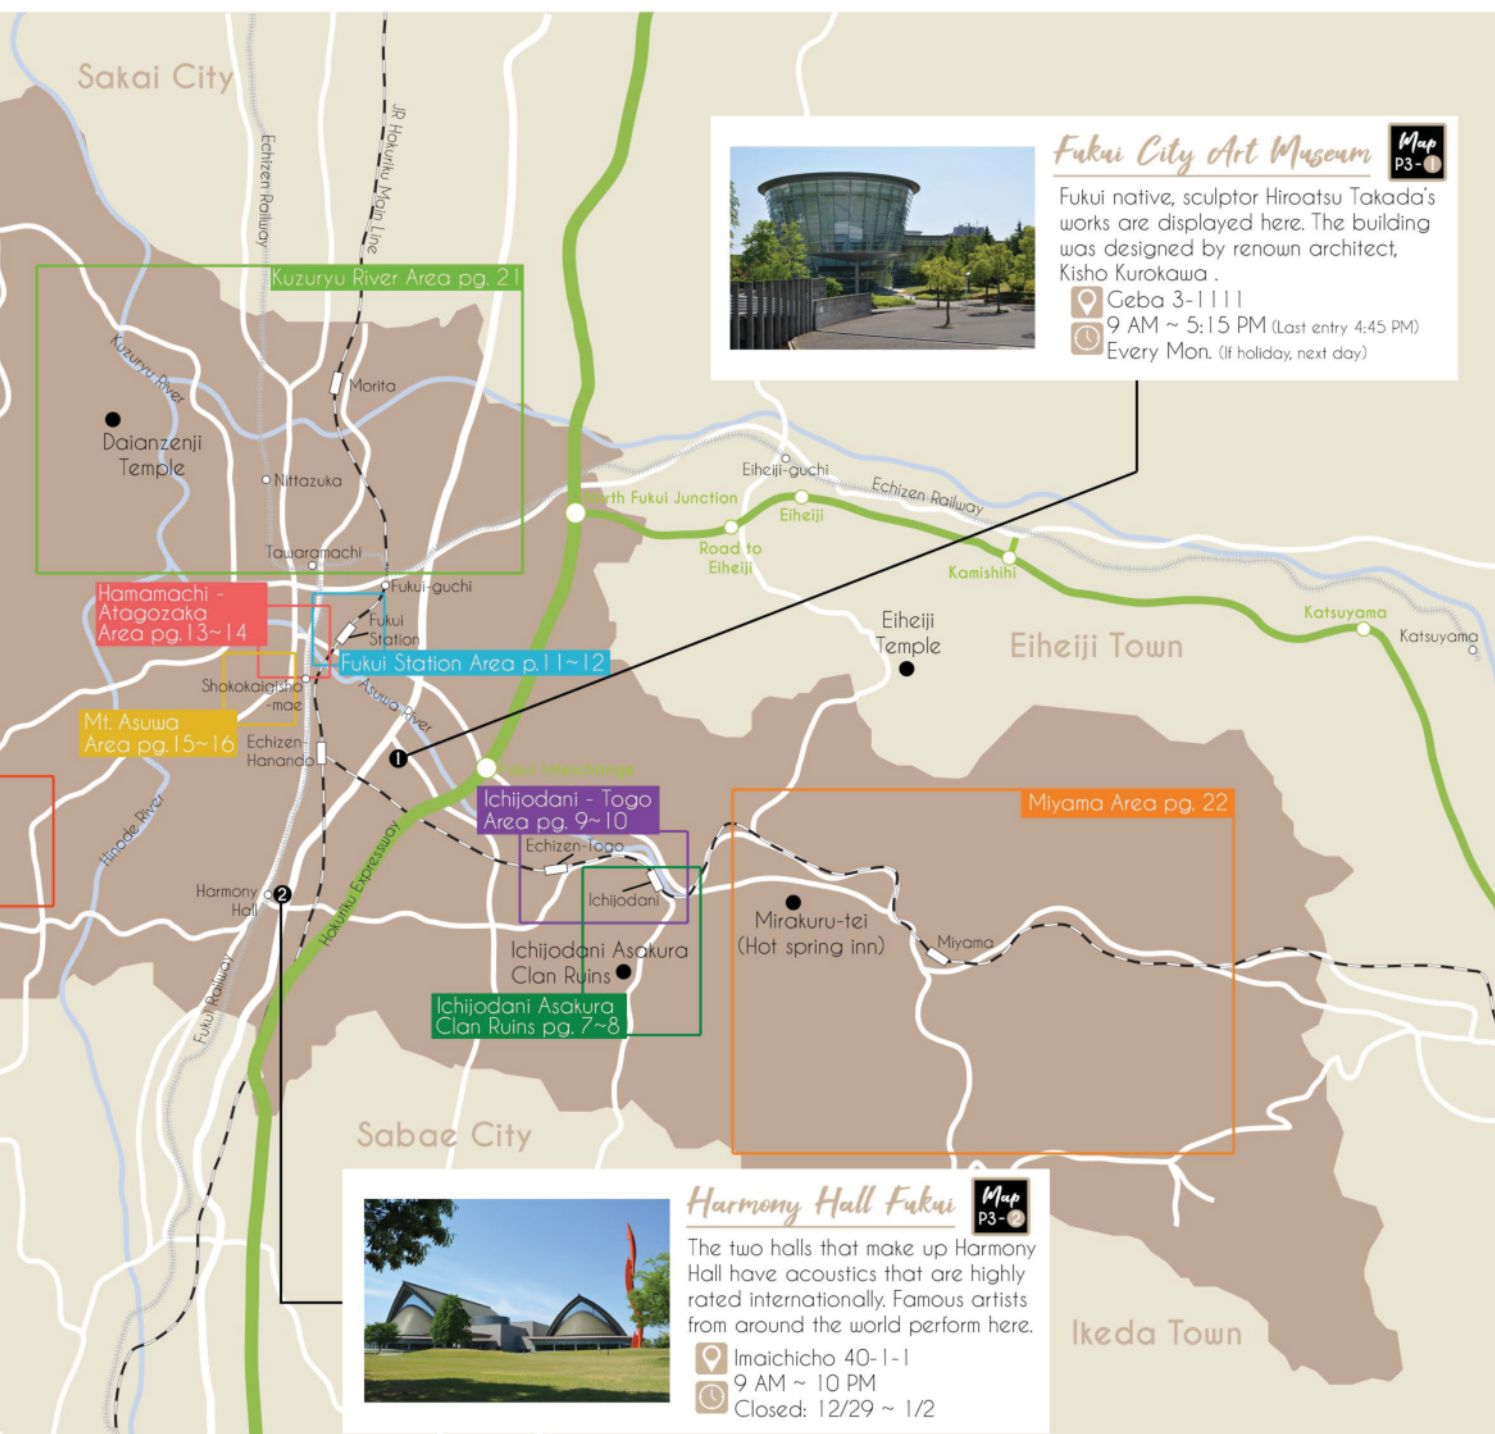 Sakai City
Echizen Railway
JR Hokuriku Main Line
Fukui City Art Museum
Map
P3-1
Fukui native, sculptor Hiroatsu Takada's
works are displayed here. The building
was designed by renown architect,
Kisho Kurokawa .
Geba 3-1111
9 AM ~ 5:15 PM (Last entry 4:45 PM)
Every Mon. (If holiday, next day)
Kuzuryu River Area pg. 21
Kuzuryu River
Morita
Daianzenji
Temple
Nittazuka
Eiheiji-guchi
Echizen Railway
North Fukui Junction
Eiheiji
Road to
Eiheiji
Kamishihi
Tawaramachi
Fukui-guchi
Hamamachi -
Atagozaka
Area pg.13~14
Fukui
Station
Fukui Station Area p.11~12
Eiheiji
Temple
Eiheiji Town
Katsuyama
Katsuyama
Shokokaigisho
-mae
Asuwa River
Mt. Asuwa
Area pg.15~16
Echizen-
Hanando
1
Fukui Interchange
Ichijodani - Togo
Area pg. 9~10
Miyama Area pg. 22
Hinode River
Hokuriku Expressway
Echizen-Togo
Harmony
Hall
2
Ichijodani
Mirakuru-tei
(Hot spring inn)
Miyama
Ichijodani Asakura
Clan Ruins
Fukui Railway
Ichijodani Asakura
Clan Ruins pg. 7~8
Sabae City
Harmony Hall Fukui
Map
P3-2
The two halls that make up Harmony
Hall have acoustics that are highly
rated internationally. Famous artists
from around the world perform here.
Imaichicho 40-1-1
9 AM ~ 10 PM
Closed: 12/29 ~ 1/2
Ikeda Town